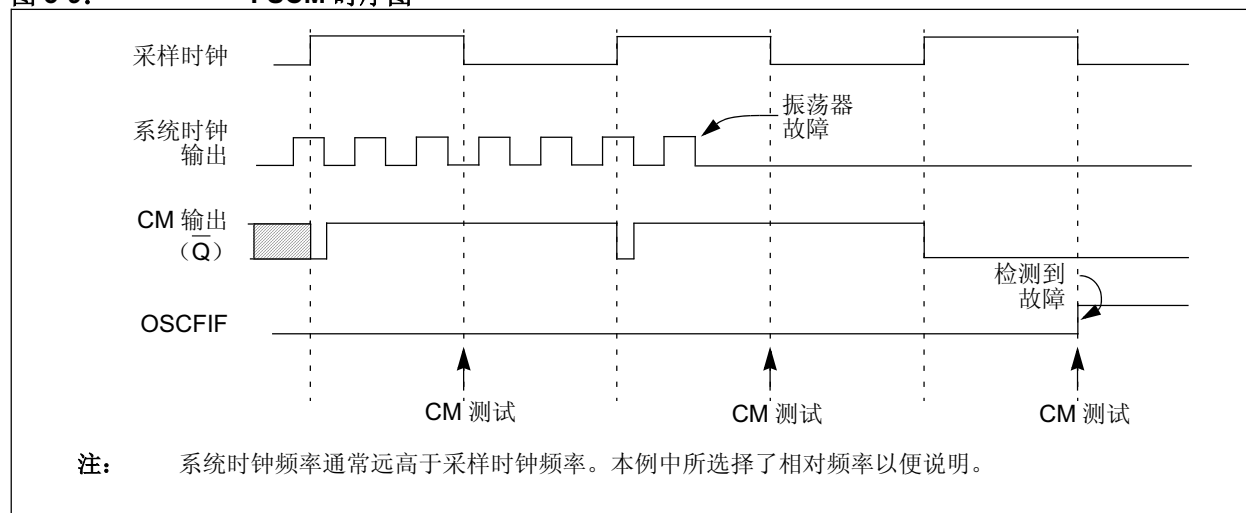 采样时钟
系统时钟
输出
振荡器
故障
CM 输出
（Q）
检测到
故障
OSCFIF
CM 测试
CM 测试
CM 测试
注： 系统时钟频率通常远高于采样时钟频率。本例中所选择了相对频率以便说明。